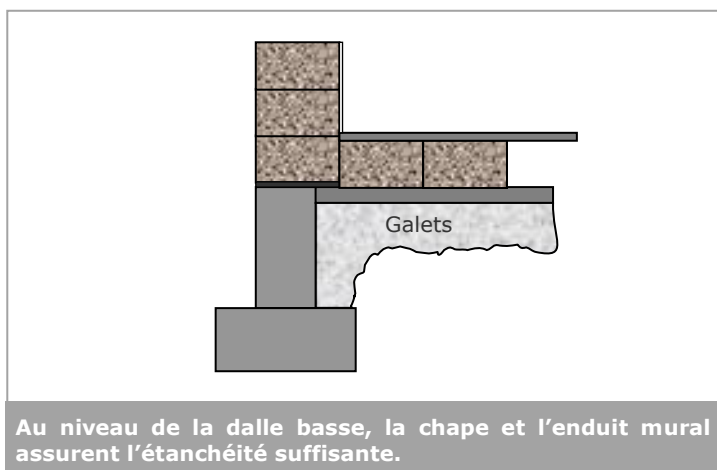 Galets
Au niveau de la dalle basse, la chape et l’enduit mural
assurent l’étanchéité suffisante.